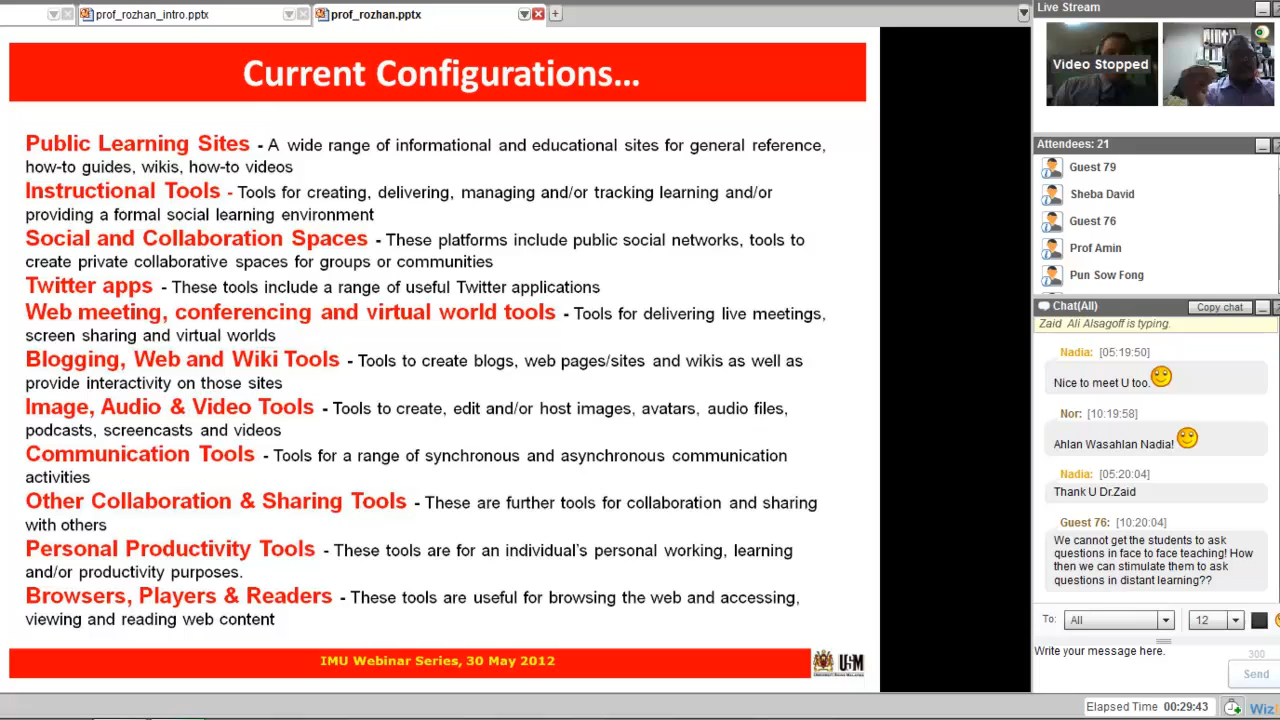 prof_rozhan_intro.pptx
prof_rozhan.pptx
Live Stream
Current Configurations…
Video Stopped
Public Learning Sites - A wide range of informational and educational sites for general reference,
how-to guides, wikis, how-to videos
Instructional Tools - Tools for creating, delivering, managing and/or tracking learning and/or
providing a formal social learning environment
Social and Collaboration Spaces - These platforms include public social networks, tools to
create private collaborative spaces for groups or communities
Twitter apps - These tools include a range of useful Twitter applications
Web meeting, conferencing and virtual world tools - Tools for delivering live meetings,
screen sharing and virtual worlds
Blogging, Web and Wiki Tools - Tools to create blogs, web pages/sites and wikis as well as
provide interactivity on those sites
Image, Audio & Video Tools - Tools to create, edit and/or host images, avatars, audio files,
podcasts, screencasts and videos
Communication Tools - Tools for a range of synchronous and asynchronous communication
activities
Other Collaboration & Sharing Tools - These are further tools for collaboration and sharing
with others
Personal Productivity Tools - These tools are for an individual's personal working, learning
and/or productivity purposes.
Browsers, Players & Readers - These tools are useful for browsing the web and accessing,
viewing and reading web content
IMU Webinar Series, 30 May 2012
USM
Attendees: 21
Guest 79
Sheba David
Guest 76
Prof Amin
Pun Sow Fong
Chat(All)
Copy chat
Zaid Ali Alsagoff is typing.
Nadia: [05:19:50]
Nice to meet U too.
Nor: [10:19:58]
Ahlan Wasahlan Nadia!
Nadia: [05:20:04]
Thank U Dr.Zaid
Guest 76: [10:20:04]
We cannot get the students to ask
questions in face to face teaching! How
then we can stimulate them to ask
questions in distant learning??
To: All 12
Write your message here.
300
Send
Elapsed Time 00:29:43
Wiz